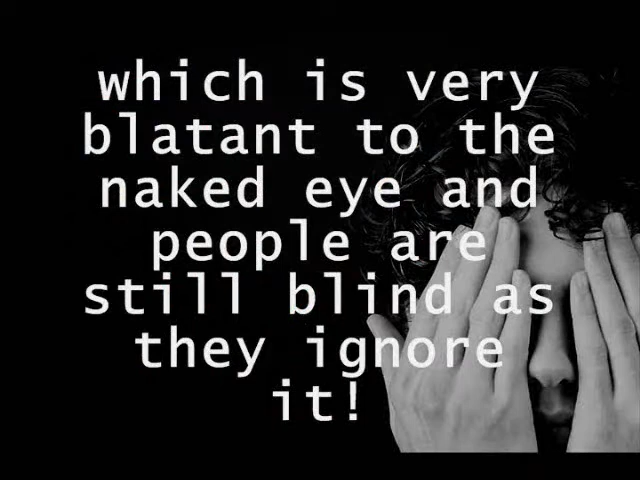 which is very
blatant to the
naked eye and
people are
still blind as
they ignore
it!